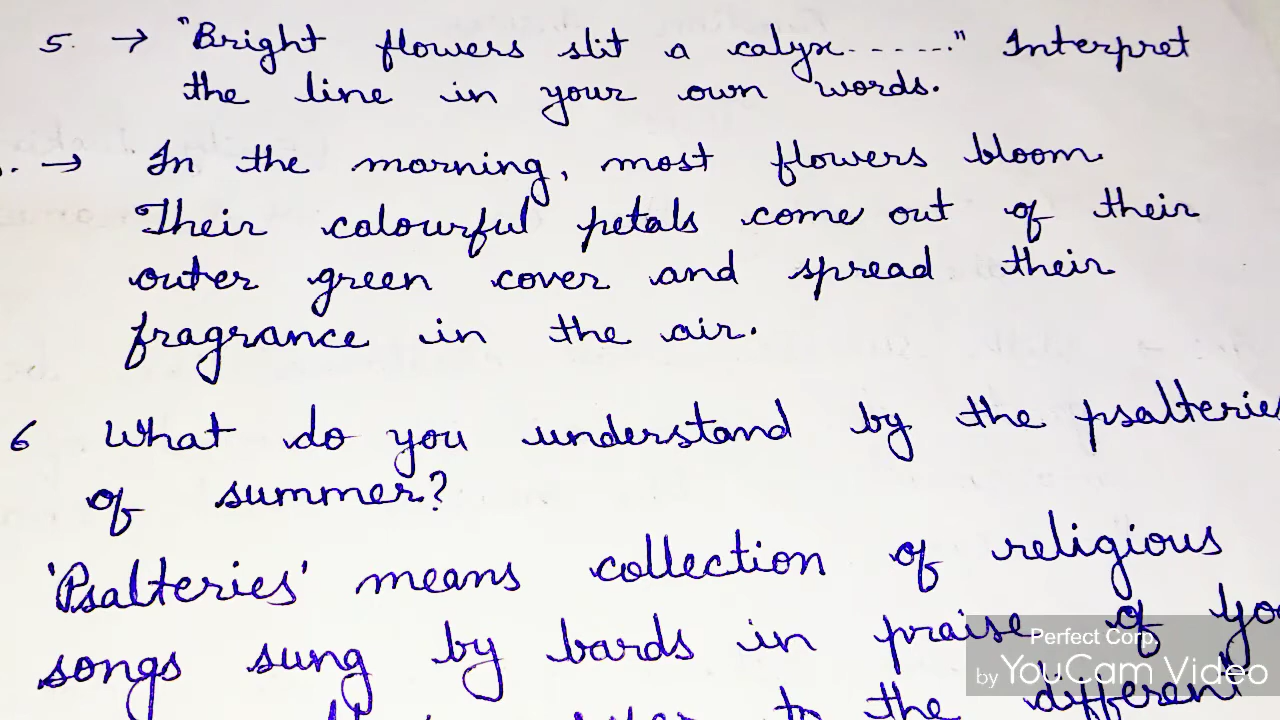 5. → "Bright flowers slit a calyx......" Interpret
the line in your own words.
. → In the morning, most flowers bloom.
Their colourful petals come out of their
outer green cover and spread their
fragrance in the air.
6 What do you understand by the psalteries
of summer?
'Psalteries' means collection of religious
songs sung by bards in praise of
to the different
Perfect Corp.
by YouCam Video